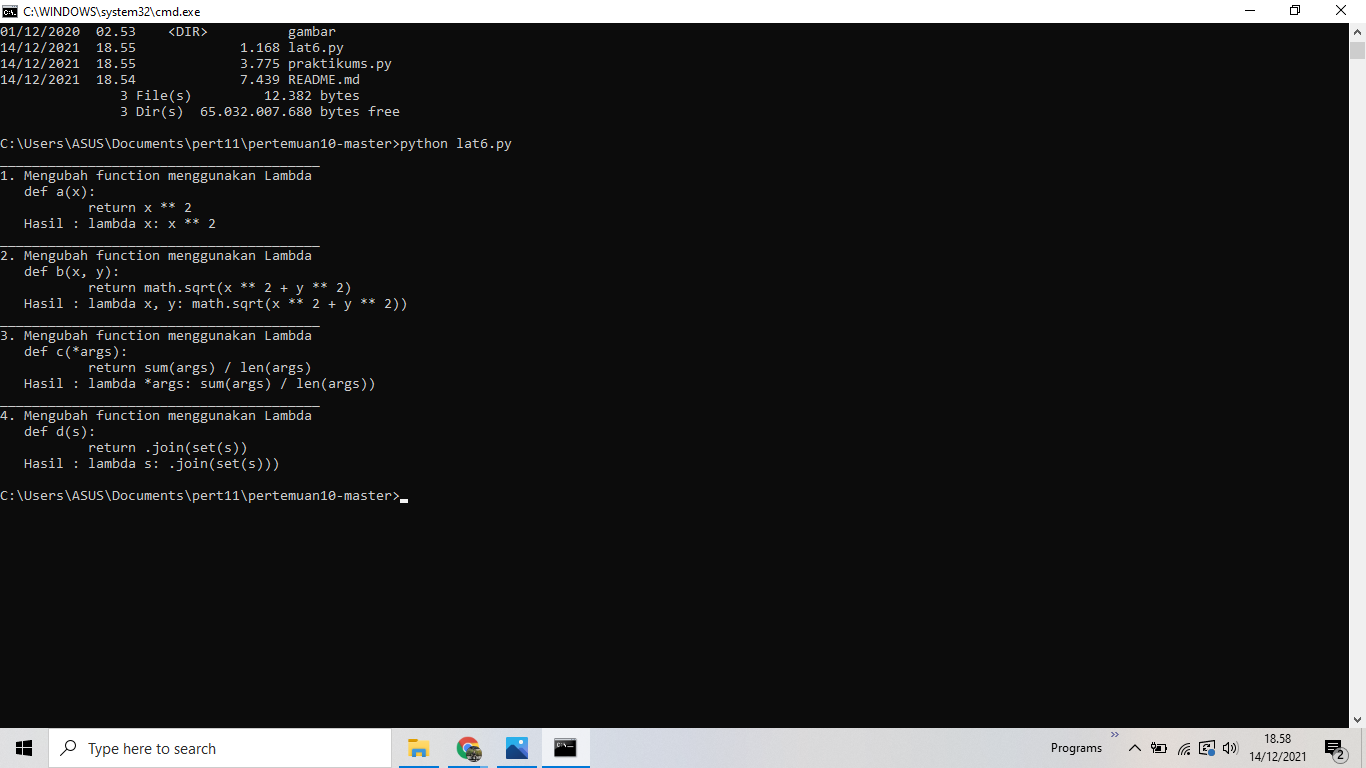 C:\WINDOWS\system32\cmd.exe
01/12/2020  02.53    <DIR>          gambar
14/12/2021  18.55             1.168 lat6.py
14/12/2021  18.55             3.775 praktikums.py
14/12/2021  18.54             7.439 README.md
               3 File(s)         12.382 bytes
               3 Dir(s)  65.032.007.680 bytes free
C:\Users\ASUS\Documents\pert11\pertemuan10-master>python lat6.py
________________________________________
1. Mengubah function menggunakan Lambda
   def a(x):
           return x ** 2
   Hasil : lambda x: x ** 2
________________________________________
2. Mengubah function menggunakan Lambda
   def b(x, y):
           return math.sqrt(x ** 2 + y ** 2)
   Hasil : lambda x, y: math.sqrt(x ** 2 + y ** 2))
________________________________________
3. Mengubah function menggunakan Lambda
   def c(*args):
           return sum(args) / len(args)
   Hasil : lambda *args: sum(args) / len(args))
________________________________________
4. Mengubah function menggunakan Lambda
   def d(s):
           return .join(set(s))
   Hasil : lambda s: .join(set(s)))
C:\Users\ASUS\Documents\pert11\pertemuan10-master>
Type here to search
Programs
18.58
14/12/2021
2